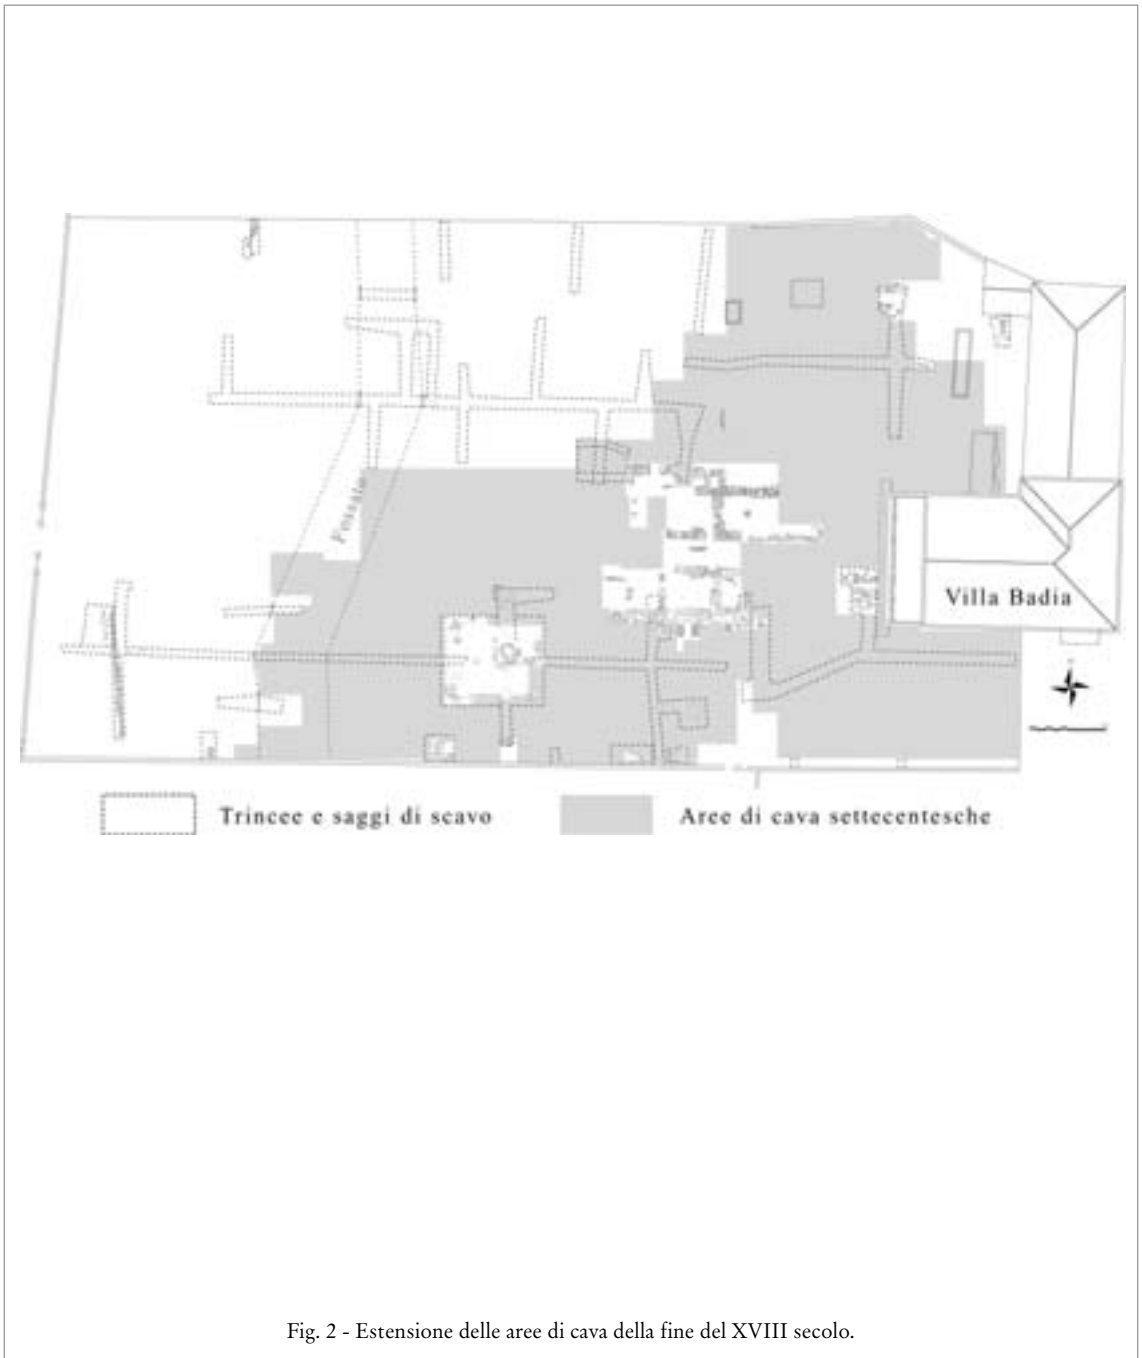 Fossato
Villa Badia
Trincee e saggi di scavo
Aree di cava settecentesche
Fig. 2 - Estensione delle aree di cava della fine del XVIII secolo.